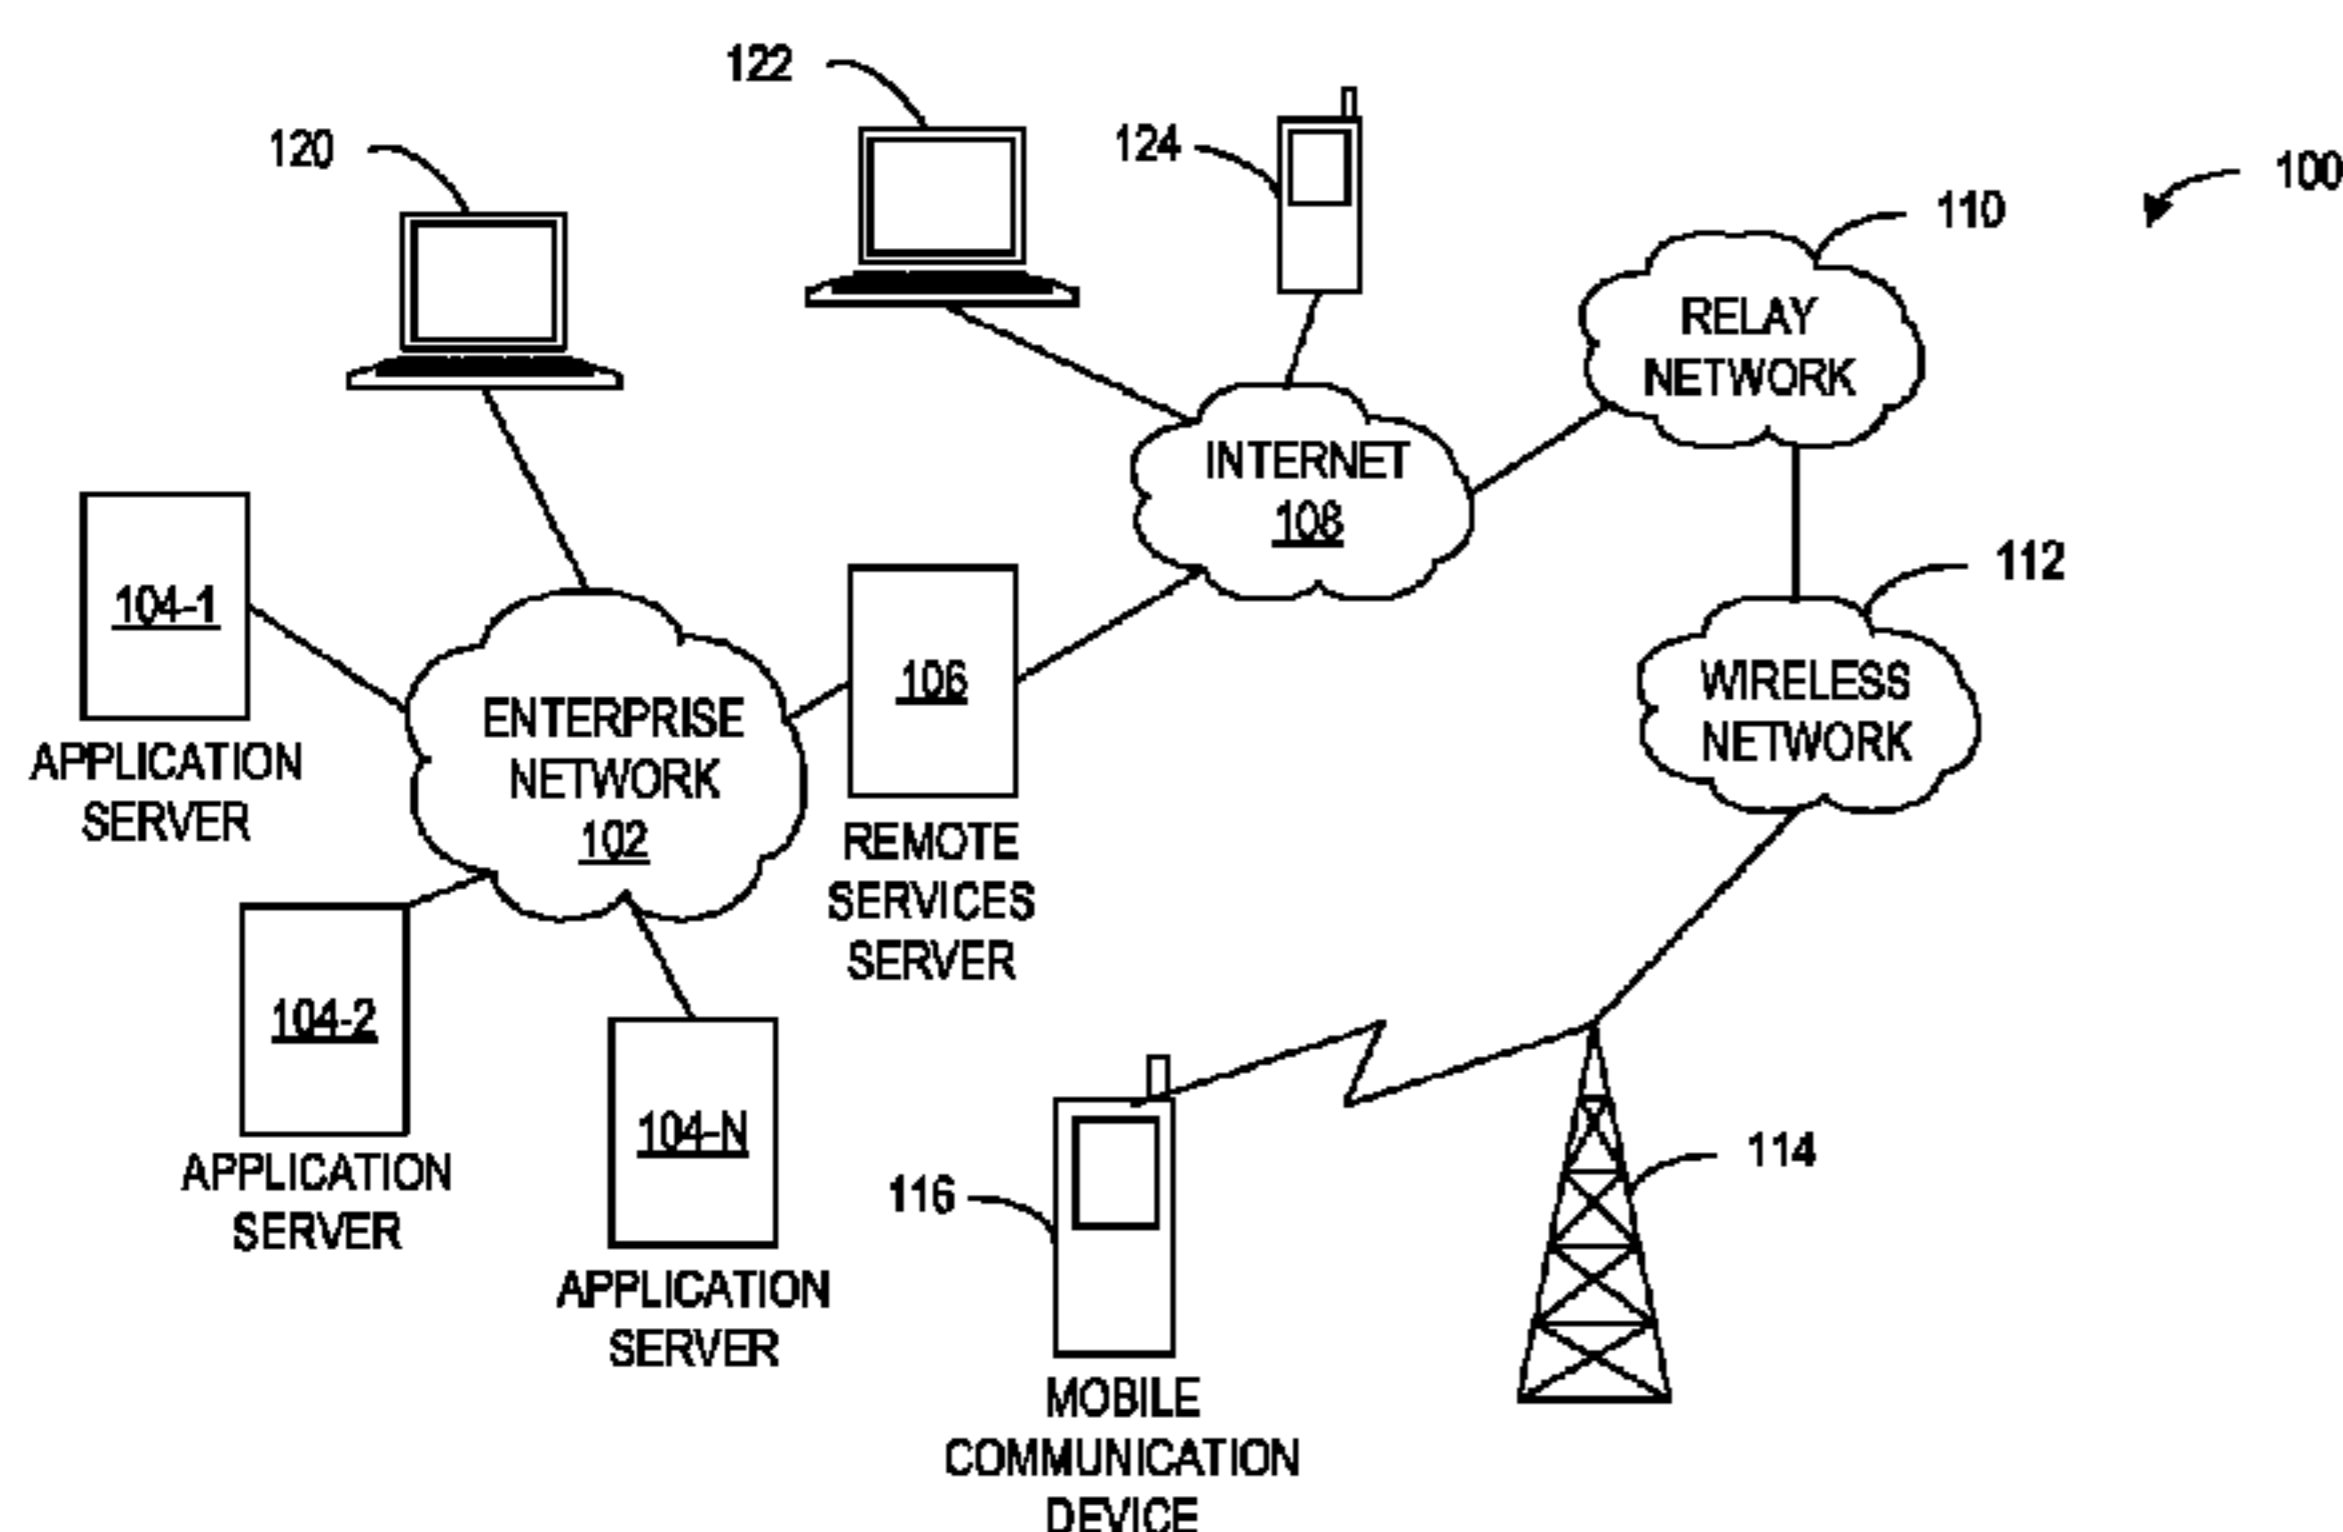 122
120
124
100
110
RELAY
NETWORK
INTERNET
108
112
104-1
106
WIRELESS
NETWORK
ENTERPRISE
NETWORK
102
APPLICATION
SERVER
REMOTE
SERVICES
SERVER
104-2
104-N
114
APPLICATION
SERVER
116
APPLICATION
SERVER
MOBILE
COMMUNICATION
DEVICE